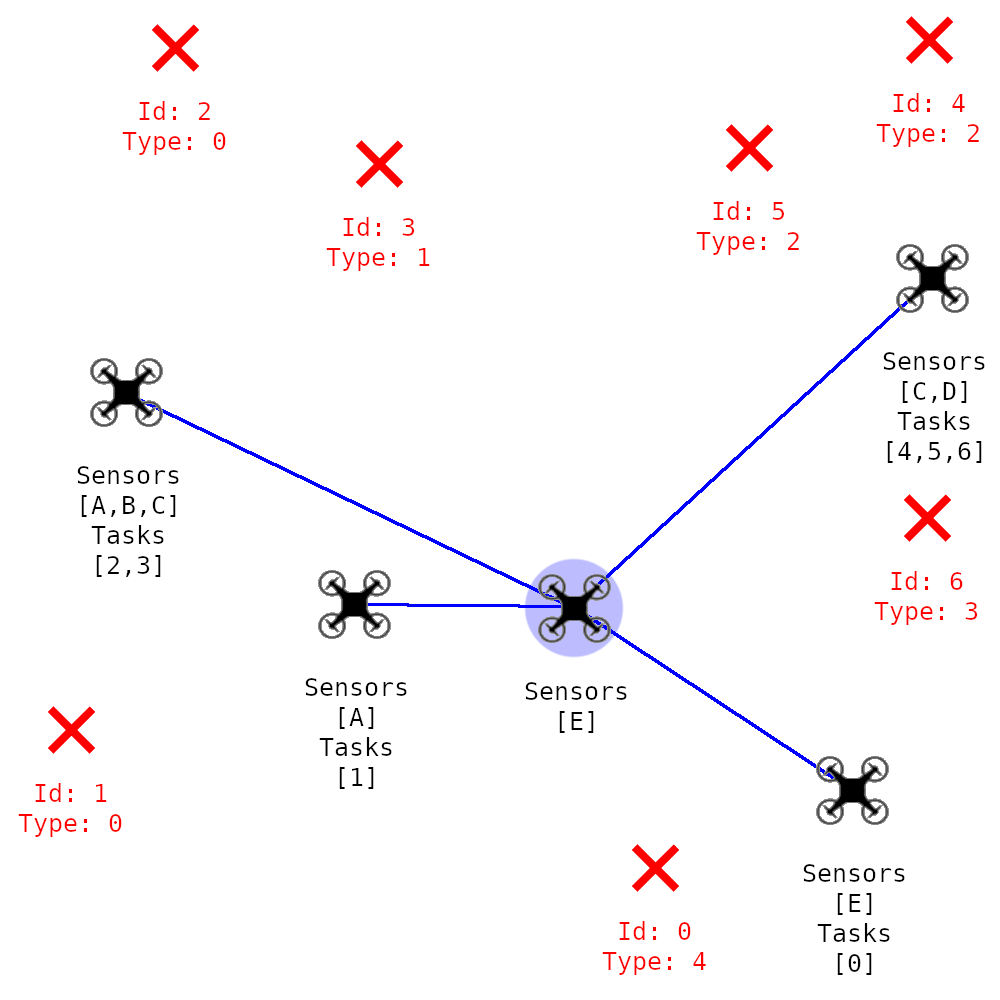 Id: 2
Type: 0
Id: 4
Type: 2
Id: 3
Type: 1
Id: 5
Type: 2
Sensors
[C,D]
Tasks
[4,5,6]
Sensors
[A,B,C]
Tasks
[2,3]
Id: 6
Type: 3
Sensors
[A]
Tasks
[1]
Sensors
[E]
Id: 1
Type: 0
Sensors
[E]
Tasks
[0]
Id: 0
Type: 4